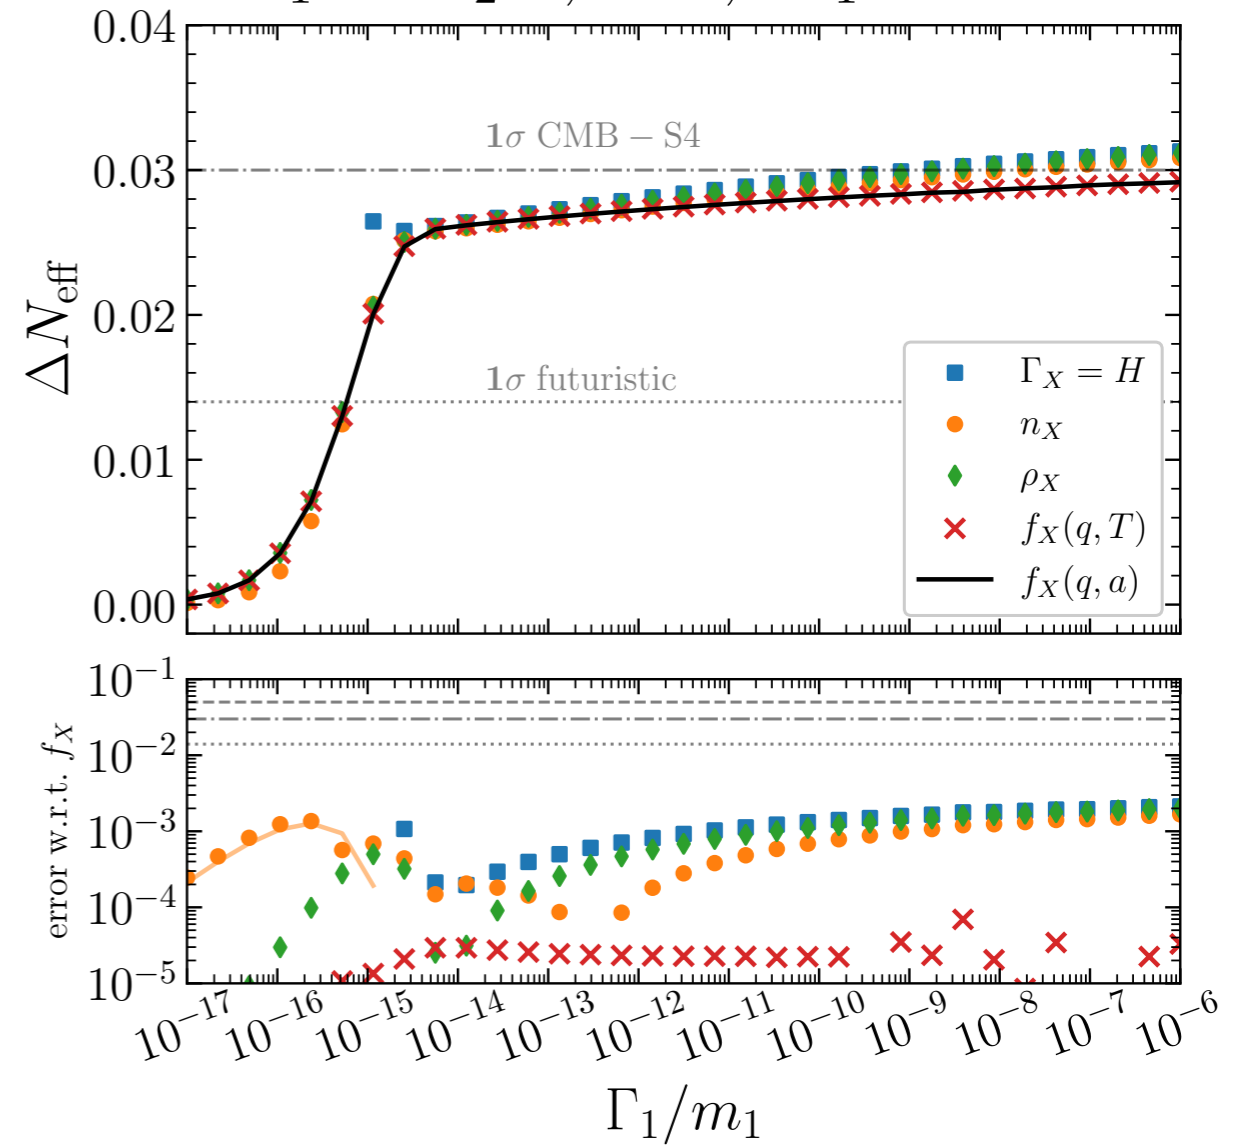 0.04
0.03
0.02
0.01
0.00
ΔN_eff
1σ CMB − S4
1σ futuristic
Γ_X = H
n_X
ρ_X
f_X(q, T)
f_X(q, a)
10^−1
10^−2
10^−3
10^−4
10^−5
error w.r.t. f_X
10^−17 10^−16 10^−15 10^−14 10^−13 10^−12 10^−11 10^−10 10^−9 10^−8 10^−7 10^−6
Γ_1/m_1